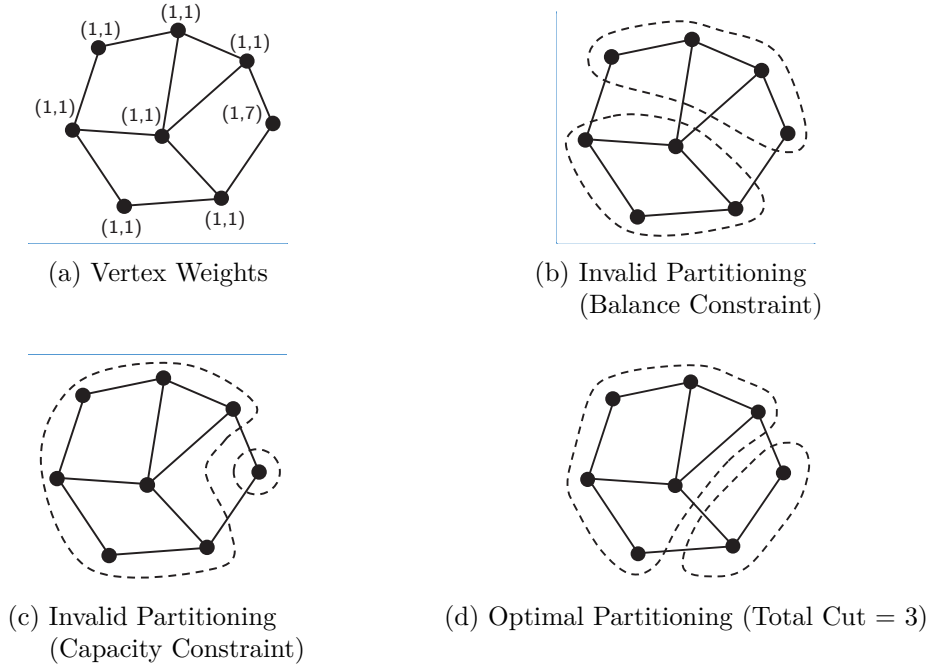 (1,1)
(1,1)
(1,1)
(1,1)
(1,1)
(1,7)
(1,1)
(1,1)
(a) Vertex Weights
(b) Invalid Partitioning
(Balance Constraint)
(c) Invalid Partitioning
(Capacity Constraint)
(d) Optimal Partitioning (Total Cut = 3)